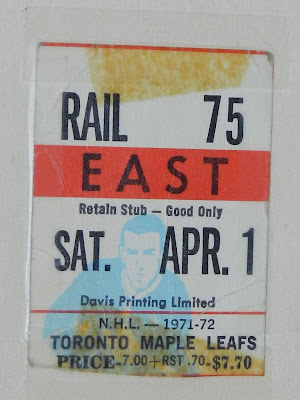 RAIL 75
EAST
Retain Stub — Good Only
SAT. APR. 1
Davis Printing Limited
N.H.L. — 1971-72
TORONTO MAPLE LEAFS
PRICE-7.00+RST .70-$7.70